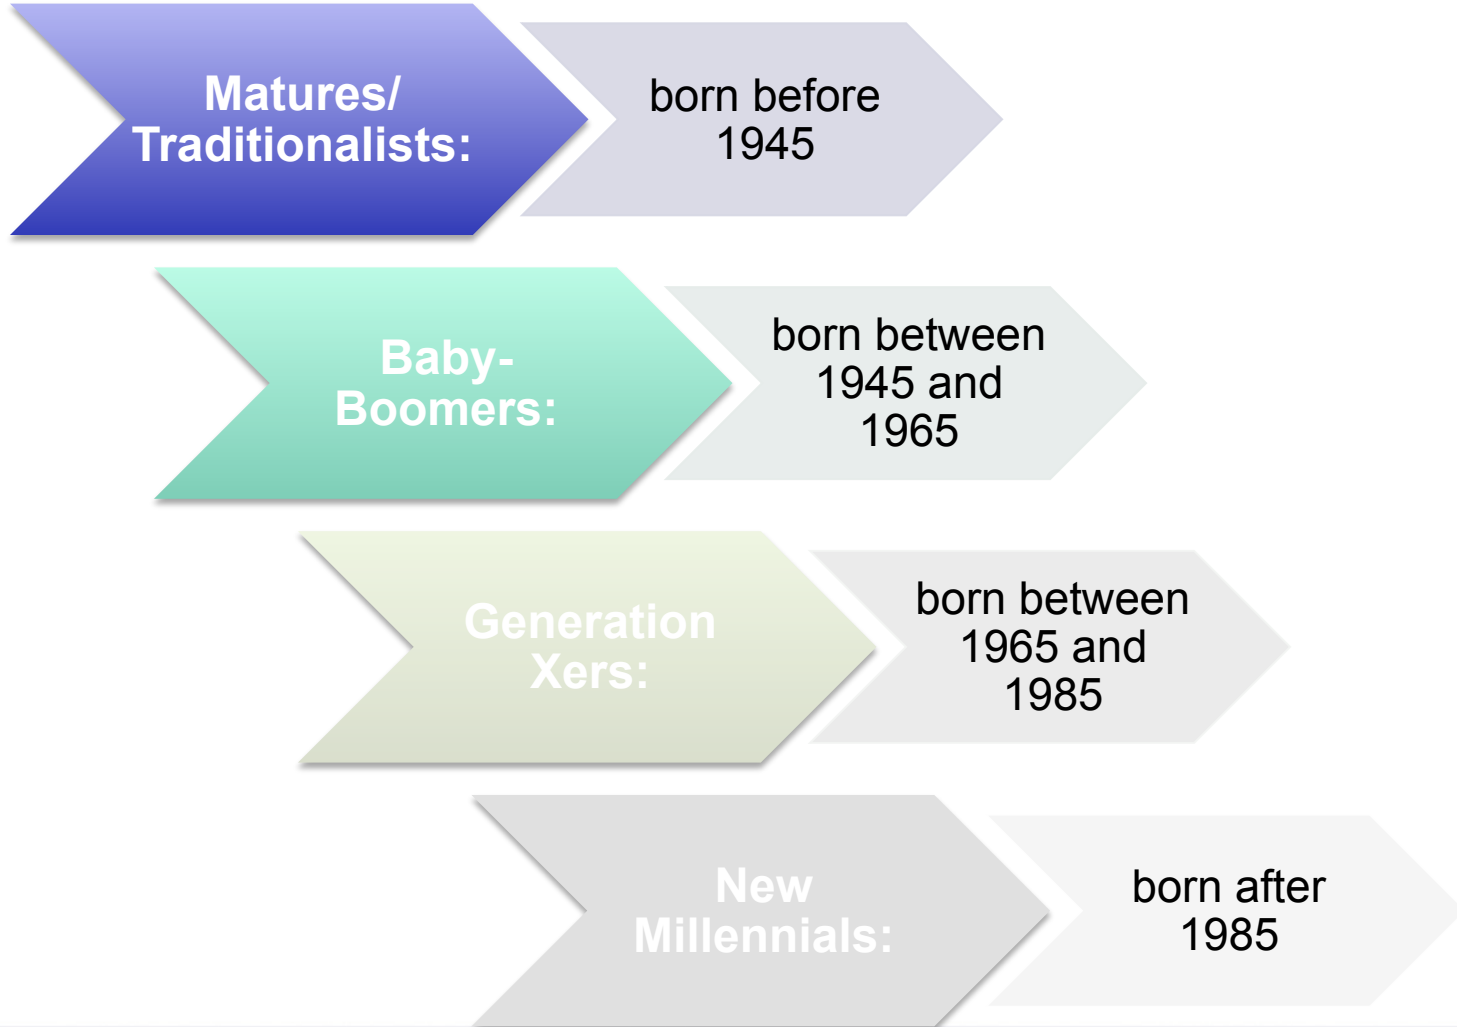 Matures/
Traditionalists:
born before
1945
Baby-
Boomers:
born between
1945 and
1965
Generation
Xers:
born between
1965 and
1985
New
Millennials:
born after
1985